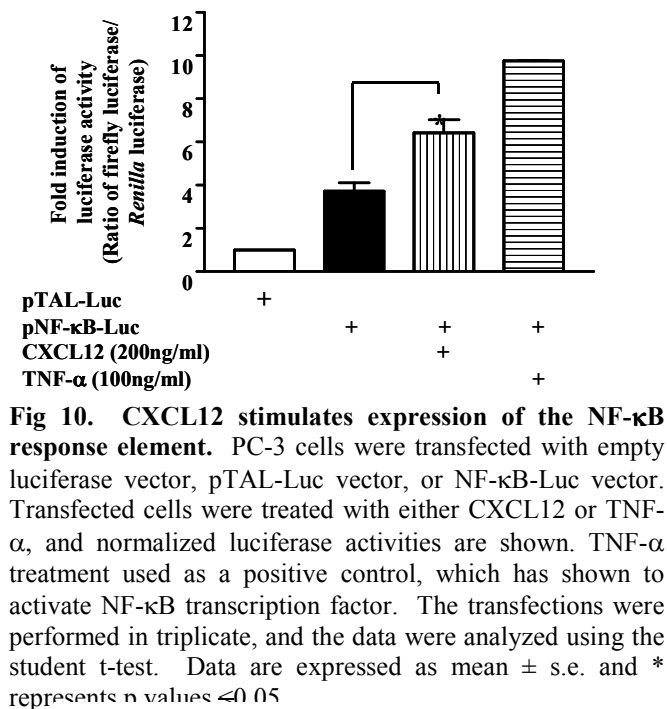 12
10
8
6
4
2
0
Fold induction of
luciferase activity
(Ratio of firefly luciferase/
Renilla luciferase)
*
pTAL-Luc +
pNF-κB-Luc + + +
CXCL12 (200ng/ml) +
TNF-α (100ng/ml) +
Fig 10. CXCL12 stimulates expression of the NF-κB
response element. PC-3 cells were transfected with empty
luciferase vector, pTAL-Luc vector, or NF-κB-Luc vector.
Transfected cells were treated with either CXCL12 or TNF-
α, and normalized luciferase activities are shown. TNF-α
treatment used as a positive control, which has shown to
activate NF-κB transcription factor. The transfections were
performed in triplicate, and the data were analyzed using the
student t-test. Data are expressed as mean ± s.e. and *
represents p values ≤0.05